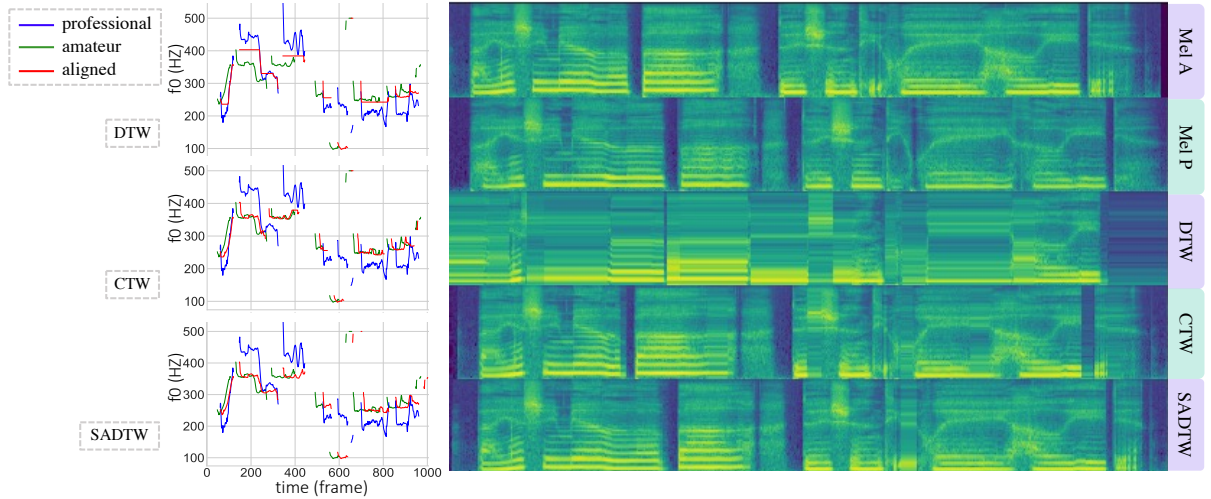 professional
amateur
aligned
DTW
CTW
SADTW
500
400
300
200
100
f0 (HZ)
500
400
300
200
100
f0 (HZ)
500
400
300
200
100
f0 (HZ)
0 200 400 600 800 1000
time (frame)
Mel A
Mel P
DTW
CTW
SADTW